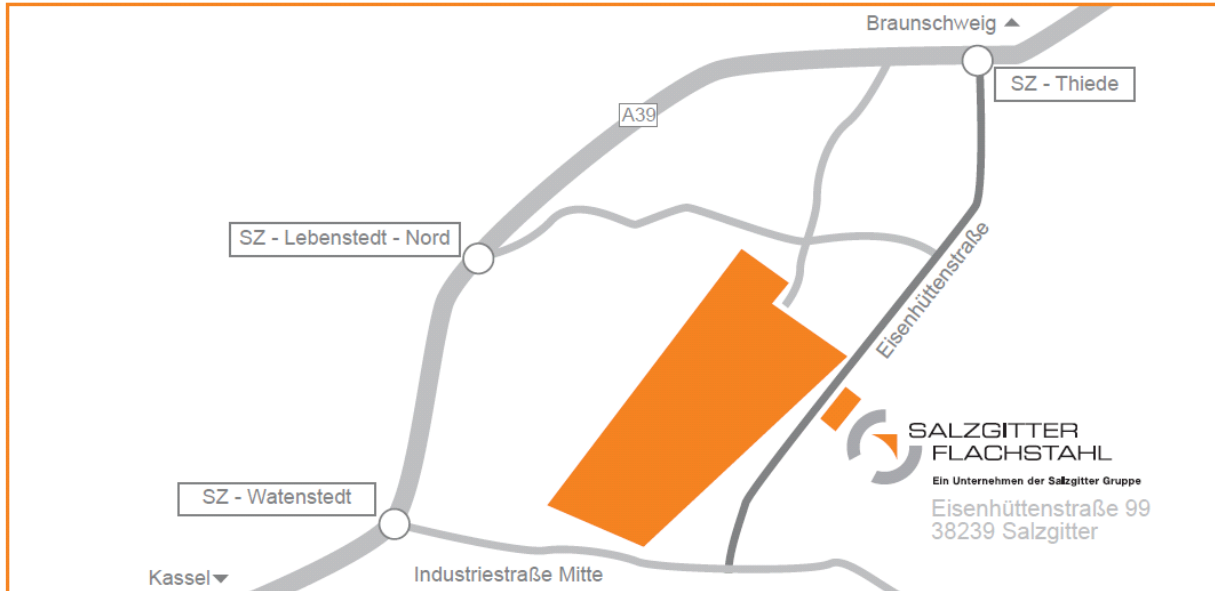 Braunschweig
SZ - Thiede
A39
SZ - Lebenstedt - Nord
Eisenhüttenstraße
SALZGITTER
FLACHSTAHL
Ein Unternehmen der Salzgitter Gruppe
Eisenhüttenstraße 99
38239 Salzgitter
SZ - Watenstedt
Industriestraße Mitte
Kassel